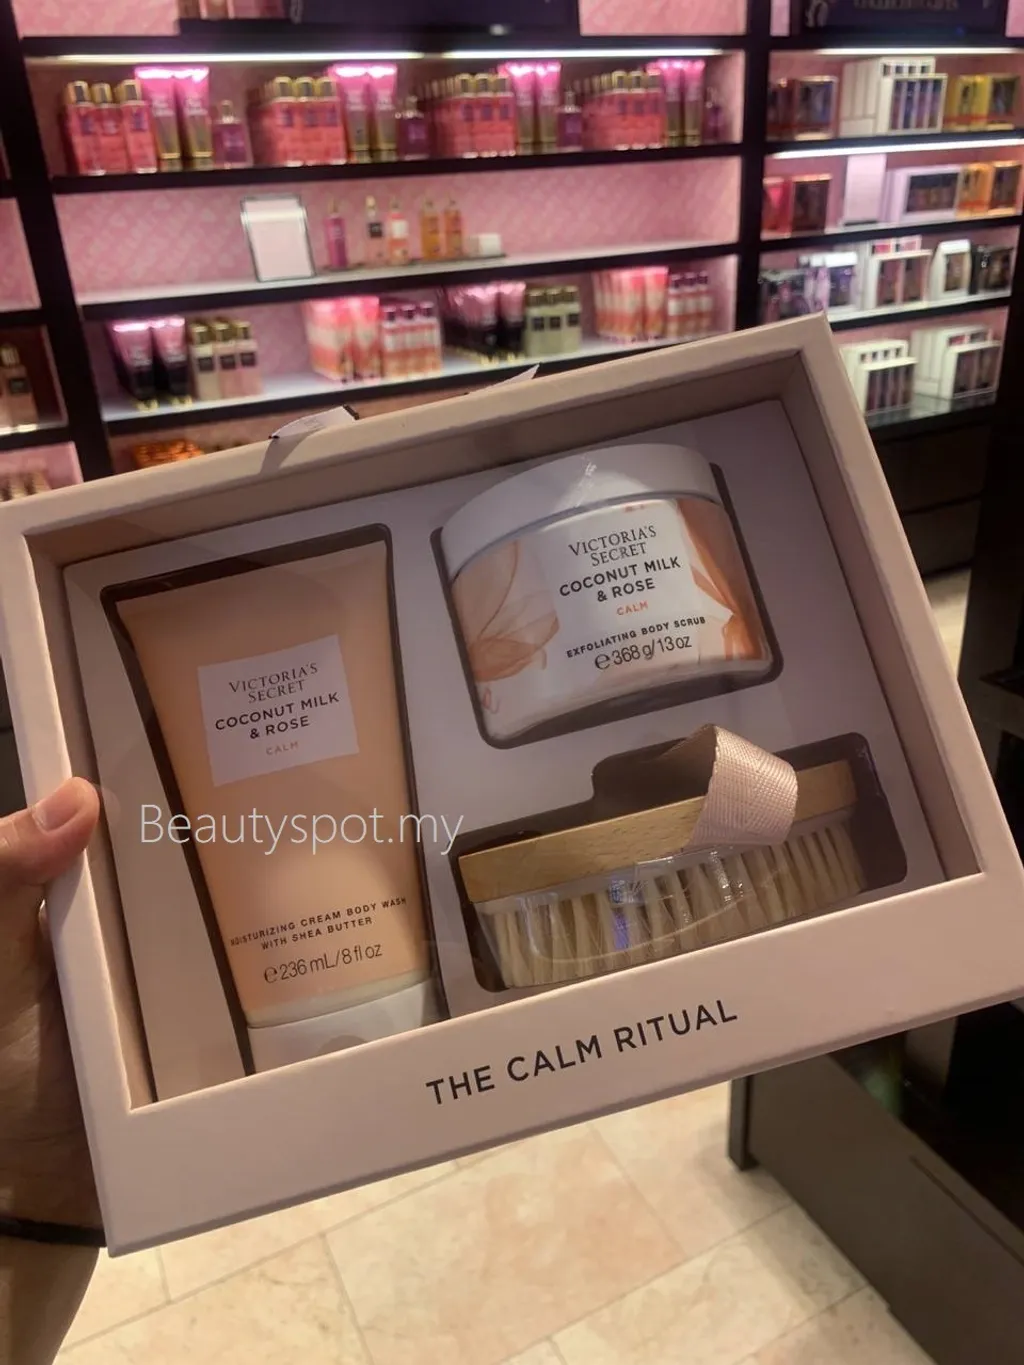 VICTORIA'S
SECRET
COCONUT MILK
& ROSE
CALM
EXFOLIATING BODY SCRUB
℮368 g/13 oz
VICTORIA'S
SECRET
COCONUT MILK
& ROSE
CALM
MOISTURIZING CREAM BODY WASH
WITH SHEA BUTTER
℮236 mL/8 fl oz
Beautyspot.my
THE CALM RITUAL